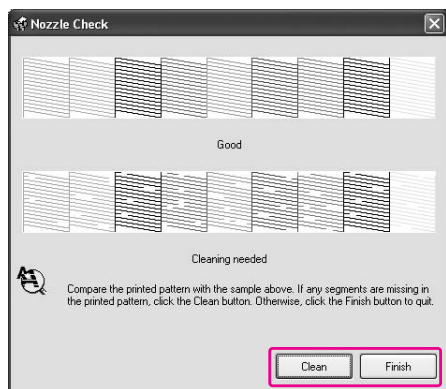 Nozzle Check
Good
Cleaning needed
Compare the printed pattern with the sample above. If any segments are missing in
the printed pattern, click the Clean button. Otherwise, click the Finish button to quit.
Clean
Finish